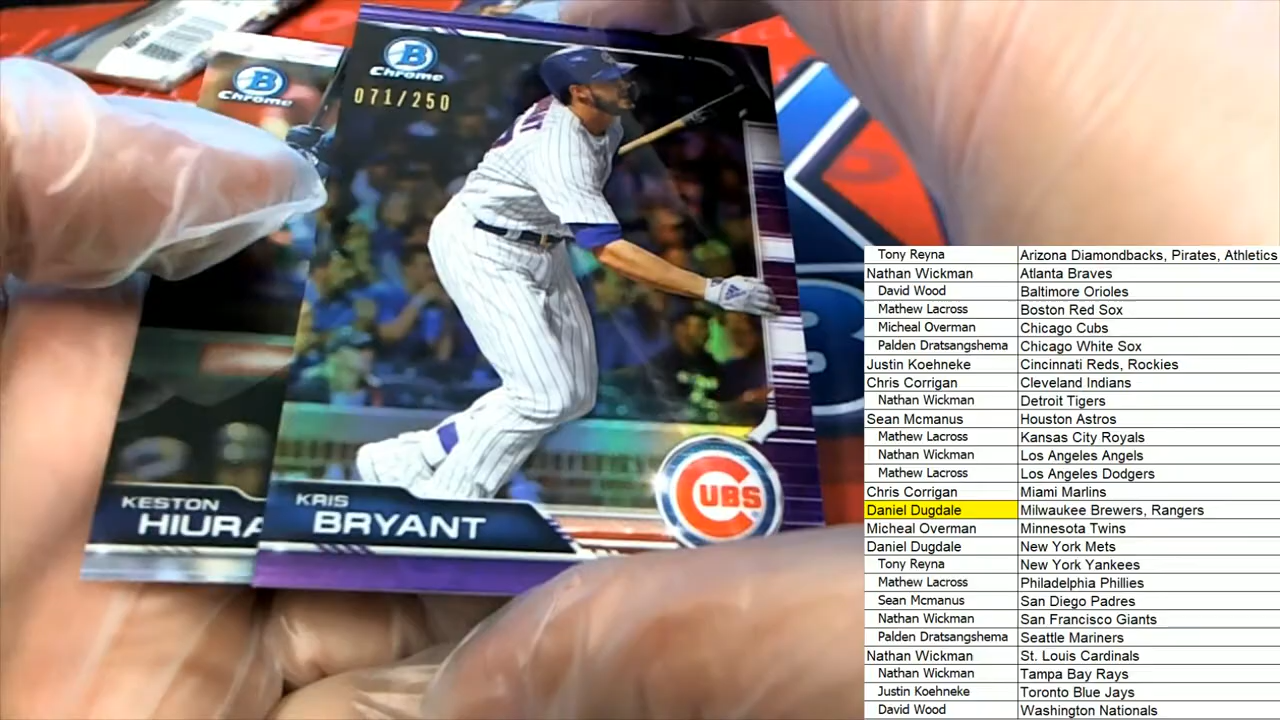 B
Chrome
B
Chrome
071/250
KESTON
HIURA
KRIS
BRYANT
CUBS
Tony Reyna Arizona Diamondbacks, Pirates, Athletics
Nathan Wickman Atlanta Braves
David Wood Baltimore Orioles
Mathew Lacross Boston Red Sox
Micheal Overman Chicago Cubs
Palden Dratsangshema Chicago White Sox
Justin Koehneke Cincinnati Reds, Rockies
Chris Corrigan Cleveland Indians
Nathan Wickman Detroit Tigers
Sean Mcmanus Houston Astros
Mathew Lacross Kansas City Royals
Nathan Wickman Los Angeles Angels
Mathew Lacross Los Angeles Dodgers
Chris Corrigan Miami Marlins
Daniel Dugdale Milwaukee Brewers, Rangers
Micheal Overman Minnesota Twins
Daniel Dugdale New York Mets
Tony Reyna New York Yankees
Mathew Lacross Philadelphia Phillies
Sean Mcmanus San Diego Padres
Nathan Wickman San Francisco Giants
Palden Dratsangshema Seattle Mariners
Nathan Wickman St. Louis Cardinals
Nathan Wickman Tampa Bay Rays
Justin Koehneke Toronto Blue Jays
David Wood Washington Nationals